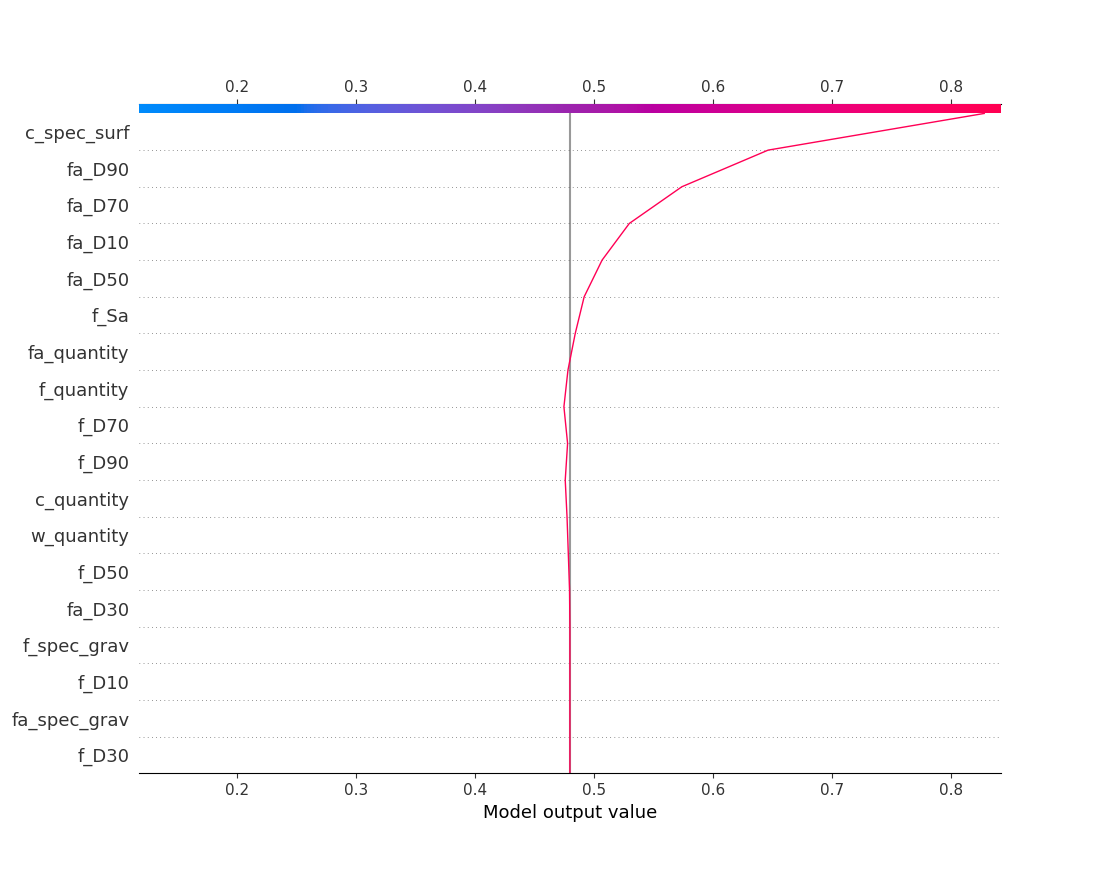 0.2 0.3 0.4 0.5 0.6 0.7 0.8
c_spec_surf
fa_D90
fa_D70
fa_D10
fa_D50
f_Sa
fa_quantity
f_quantity
f_D70
f_D90
c_quantity
w_quantity
f_D50
fa_D30
f_spec_grav
f_D10
fa_spec_grav
f_D30
0.2 0.3 0.4 0.5 0.6 0.7 0.8
Model output value